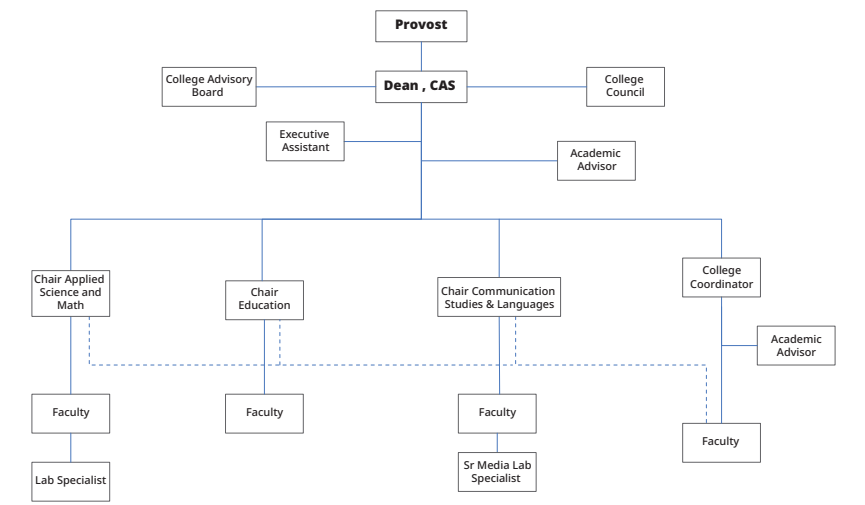 Provost
College Advisory
Board
Dean , CAS
College
Council
Executive
Assistant
Academic
Advisor
Chair Applied
Science and
Math
Chair
Education
Chair Communication
Studies & Languages
College
Coordinator
Academic
Advisor
Faculty
Faculty
Faculty
Faculty
Lab Specialist
Sr Media Lab
Specialist